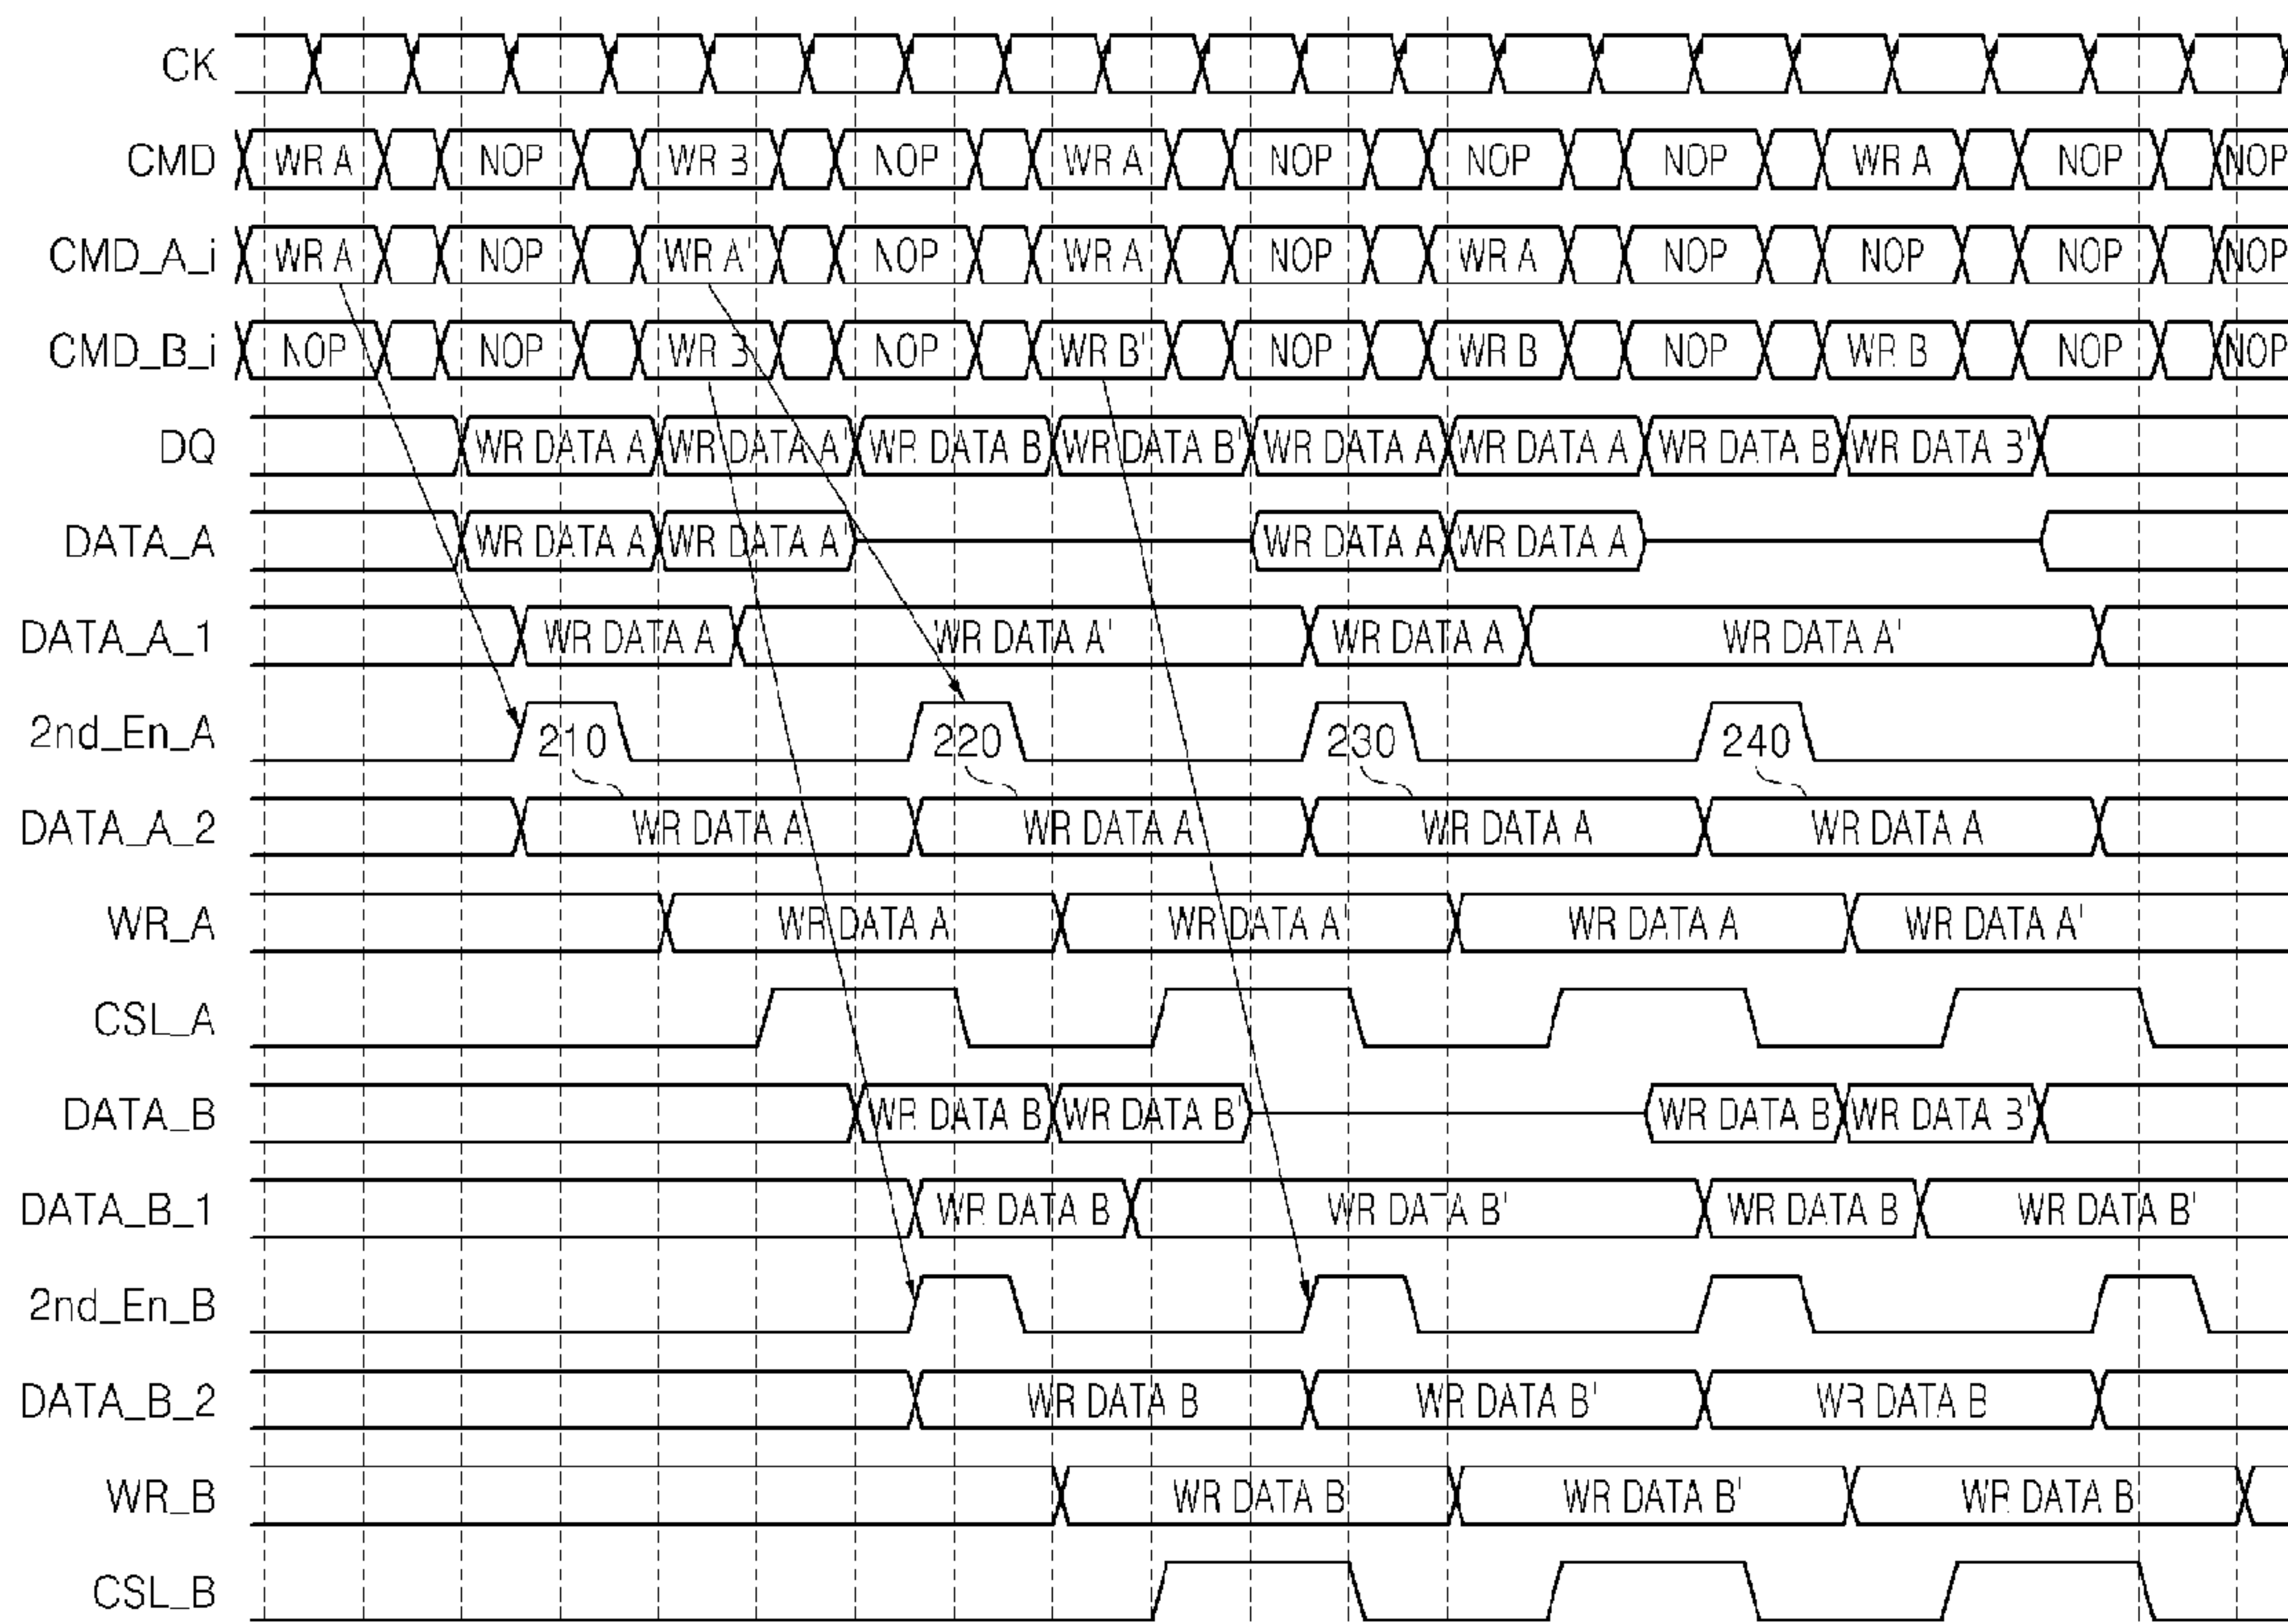 CK
CMD WR A NOP WR B NOP WR A NOP NOP NOP WR A NOP NOP
CMD_A_i WR A NOP WR A' NOP WR A NOP WR A NOP NOP NOP NOP
CMD_B_i NOP NOP WR B NOP WR B' NOP WR B NOP WR B NOP NOP
DQ WR DATA A WR DATA A' WR DATA B WR DATA B' WR DATA A WR DATA A WR DATA B WR DATA B'
DATA_A WR DATA A WR DATA A' WR DATA A WR DATA A
DATA_A_1 WR DATA A WR DATA A' WR DATA A WR DATA A'
2nd_En_A 210 220 230 240
DATA_A_2 WR DATA A WR DATA A WR DATA A WR DATA A
WR_A WR DATA A WR DATA A' WR DATA A WR DATA A'
CSL_A
DATA_B WR DATA B WR DATA B' WR DATA B WR DATA B'
DATA_B_1 WR DATA B WR DATA B' WR DATA B WR DATA B'
2nd_En_B
DATA_B_2 WR DATA B WR DATA B' WR DATA B
WR_B WR DATA B WR DATA B' WR DATA B
CSL_B